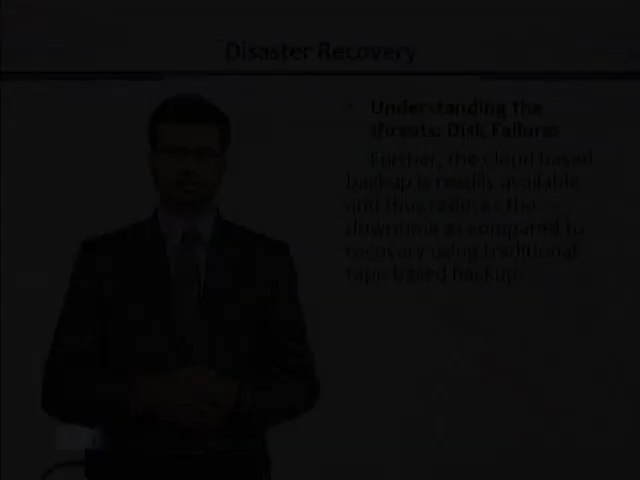 Disaster Recovery
• Understanding the
threats: Disk Failure:
Further, the Cloud based
backup is readily available
and thus reduces the
downtime as compared to
recovery using traditional
tape based backup.